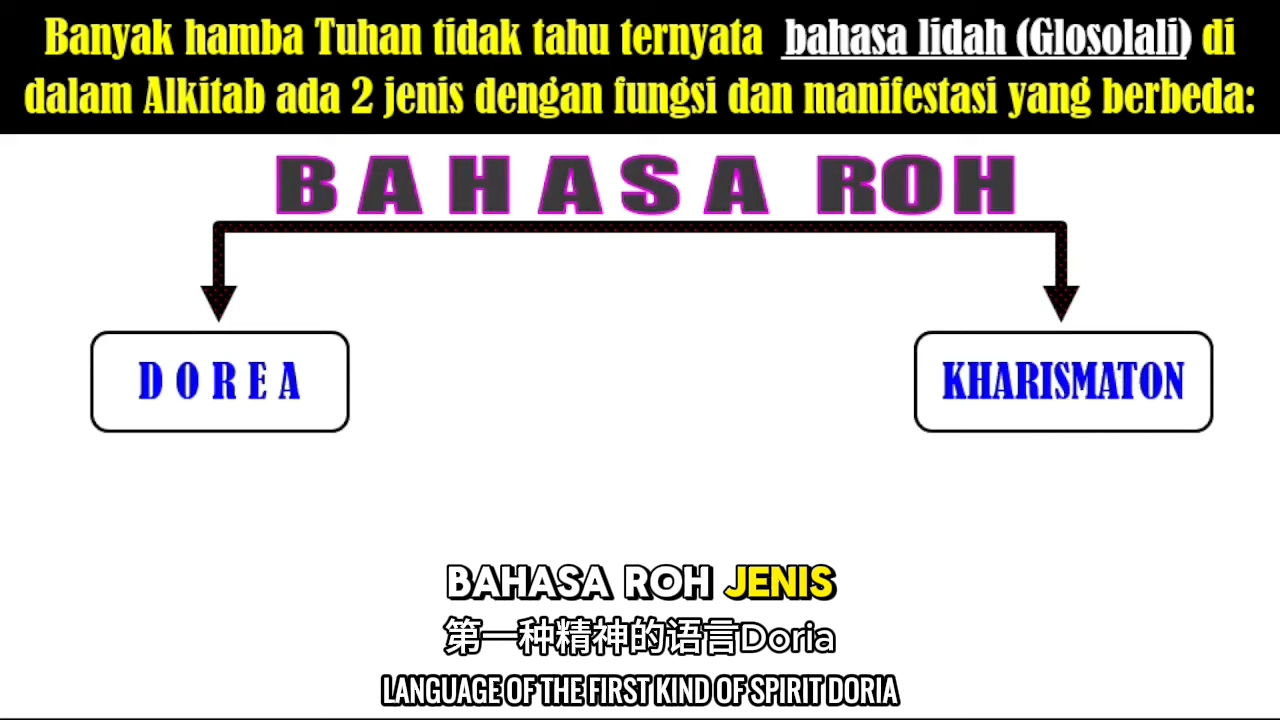 Banyak hamba Tuhan tidak tahu ternyata bahasa lidah (Glosolali) di
dalam Alkitab ada 2 jenis dengan fungsi dan manifestasi yang berbeda:
BAHASA ROH
DOREA
KHARISMATON
BAHASA ROH JENIS
第一种精神的语言Doria
LANGUAGE OF THE FIRST KIND OF SPIRIT DORIA